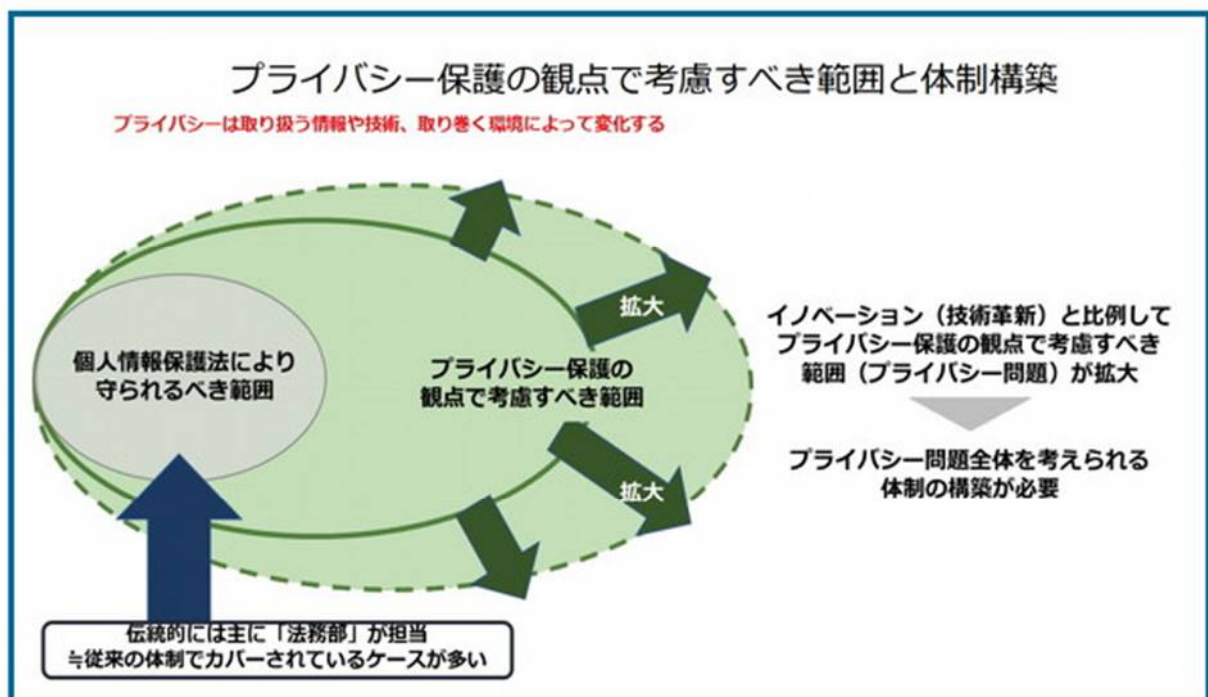 プライバシー保護の観点で考慮すべき範囲と体制構築
プライバシーは取り扱う情報や技術、取り巻く環境によって変化する
個人情報保護法により
守られるべき範囲
プライバシー保護の
観点で考慮すべき範囲
拡大
拡大
イノベーション（技術革新）と比例して
プライバシー保護の観点で考慮すべき
範囲（プライバシー問題）が拡大
プライバシー問題全体を考えられる
体制の構築が必要
伝統的には主に「法務部」が担当
≒従来の体制でカバーされているケースが多い